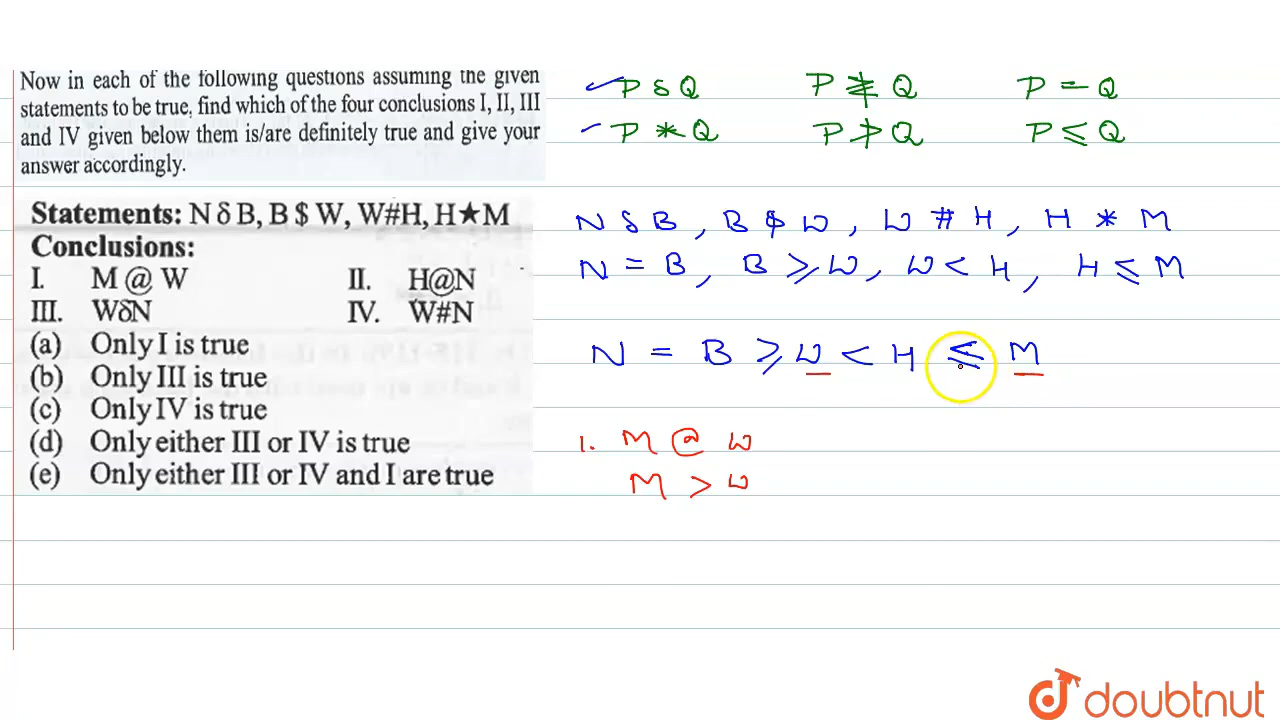 Now in each of the following questions assuming the given
statements to be true, find which of the four conclusions I, II, III
and IV given below them is/are definitely true and give your
answer accordingly.
Statements: N δ B, B $ W, W#H, H★M
Conclusions:
I. M @ W II. H@N
III. WδN IV. W#N
(a) Only I is true
(b) Only III is true
(c) Only IV is true
(d) Only either III or IV is true
(e) Only either III or IV and I are true
P δ Q P ≹ Q P = Q
P * Q P ≯ Q P ≤ Q
N δ B, B $ W, W # H, H * M
N = B, B ≥ W, W < H, H ≤ M
N = B ≥ W < H ≤ M
1. M @ W
M > W
doubtnut